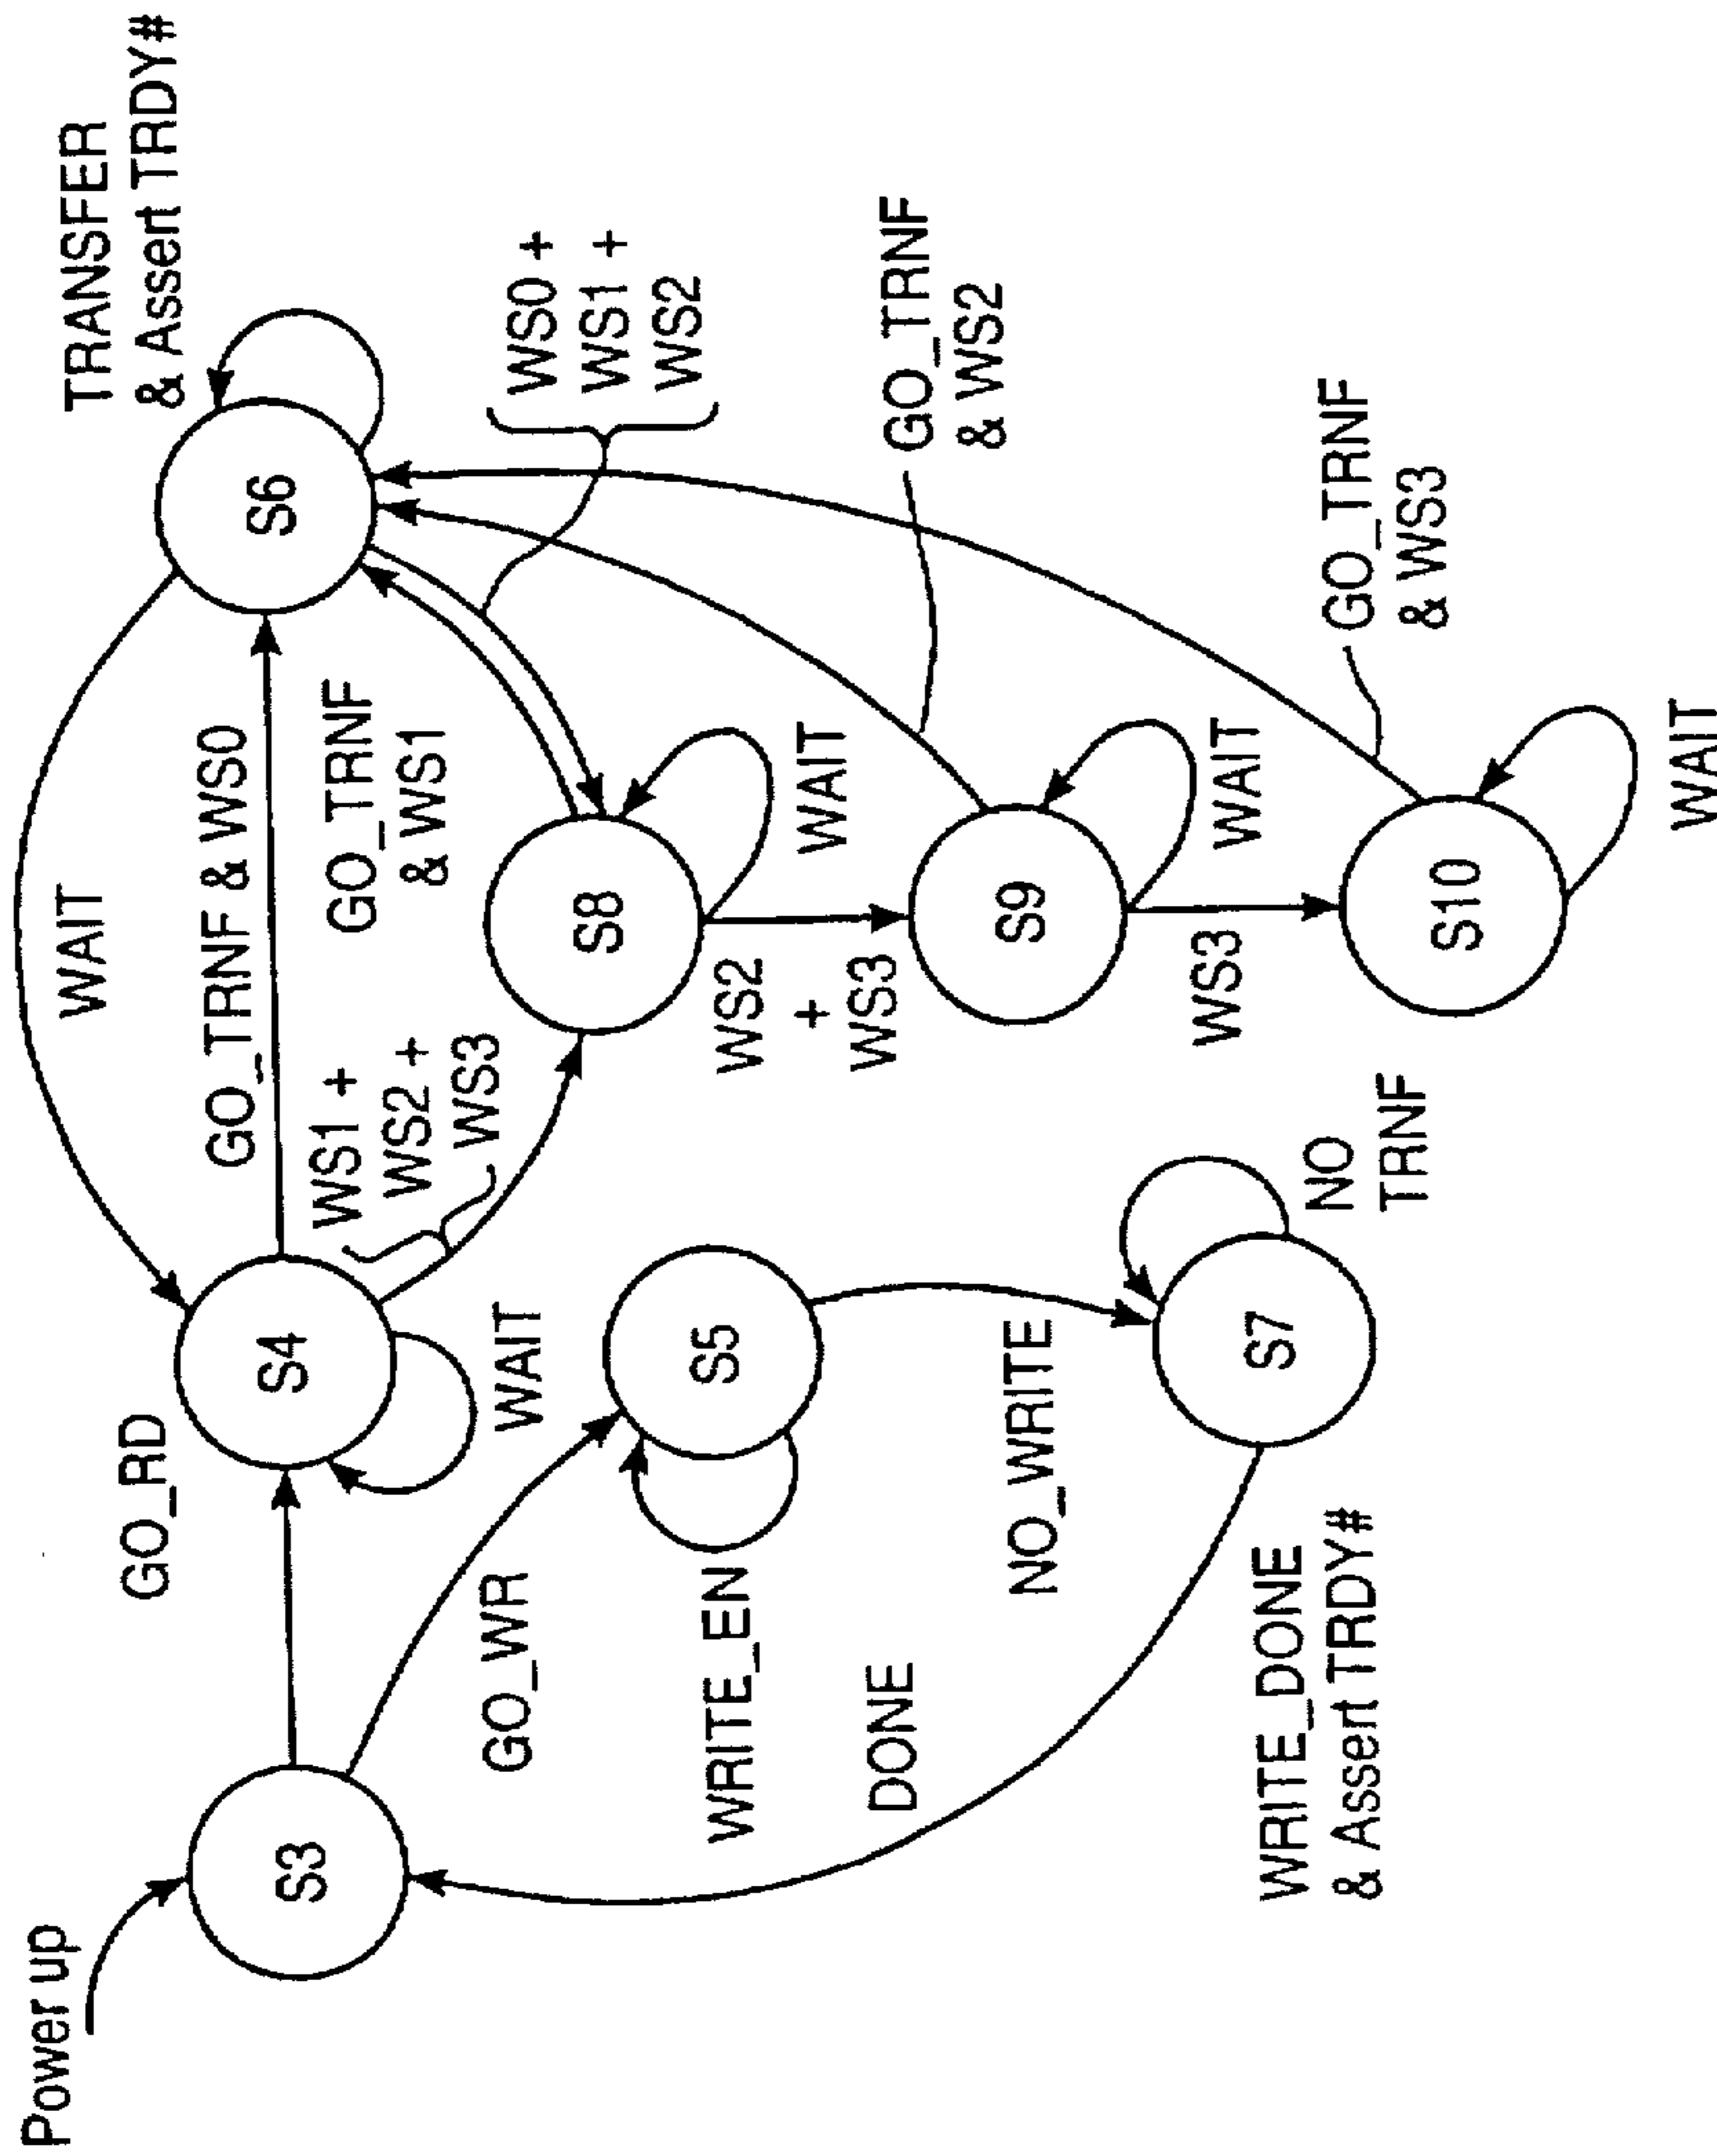 Power up
S3
GO_RD
S4
WAIT
WAIT
GO_TRNF & WS0
S6
TRANSFER
& Assert TRDY#
WS1 +
WS2 +
WS3
GO_TRNF
& WS1
WS0 +
WS1 +
WS2
GO_WR
S5
WRITE_EN
S8
WAIT
WS2
+
WS3
GO_TRNF
& WS2
DONE
NO_WRITE
S9
WAIT
WS3
WRITE_DONE
& Assert TRDY#
S7
NO
TRNF
GO_TRNF
& WS3
S10
WAIT